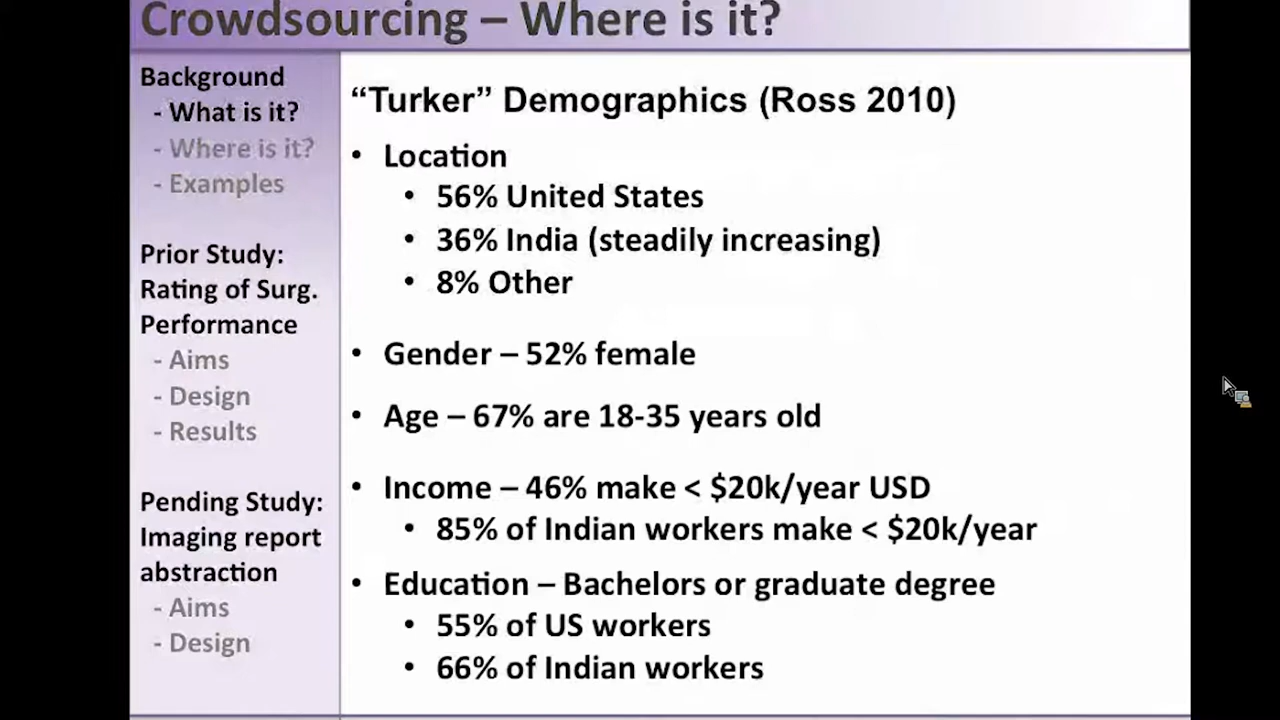 Crowdsourcing – Where is it?
Background
- What is it?
- Where is it?
- Examples
Prior Study:
Rating of Surg.
Performance
- Aims
- Design
- Results
Pending Study:
Imaging report
abstraction
- Aims
- Design
“Turker” Demographics (Ross 2010)
• Location
• 56% United States
• 36% India (steadily increasing)
• 8% Other
• Gender – 52% female
• Age – 67% are 18-35 years old
• Income – 46% make < $20k/year USD
• 85% of Indian workers make < $20k/year
• Education – Bachelors or graduate degree
• 55% of US workers
• 66% of Indian workers